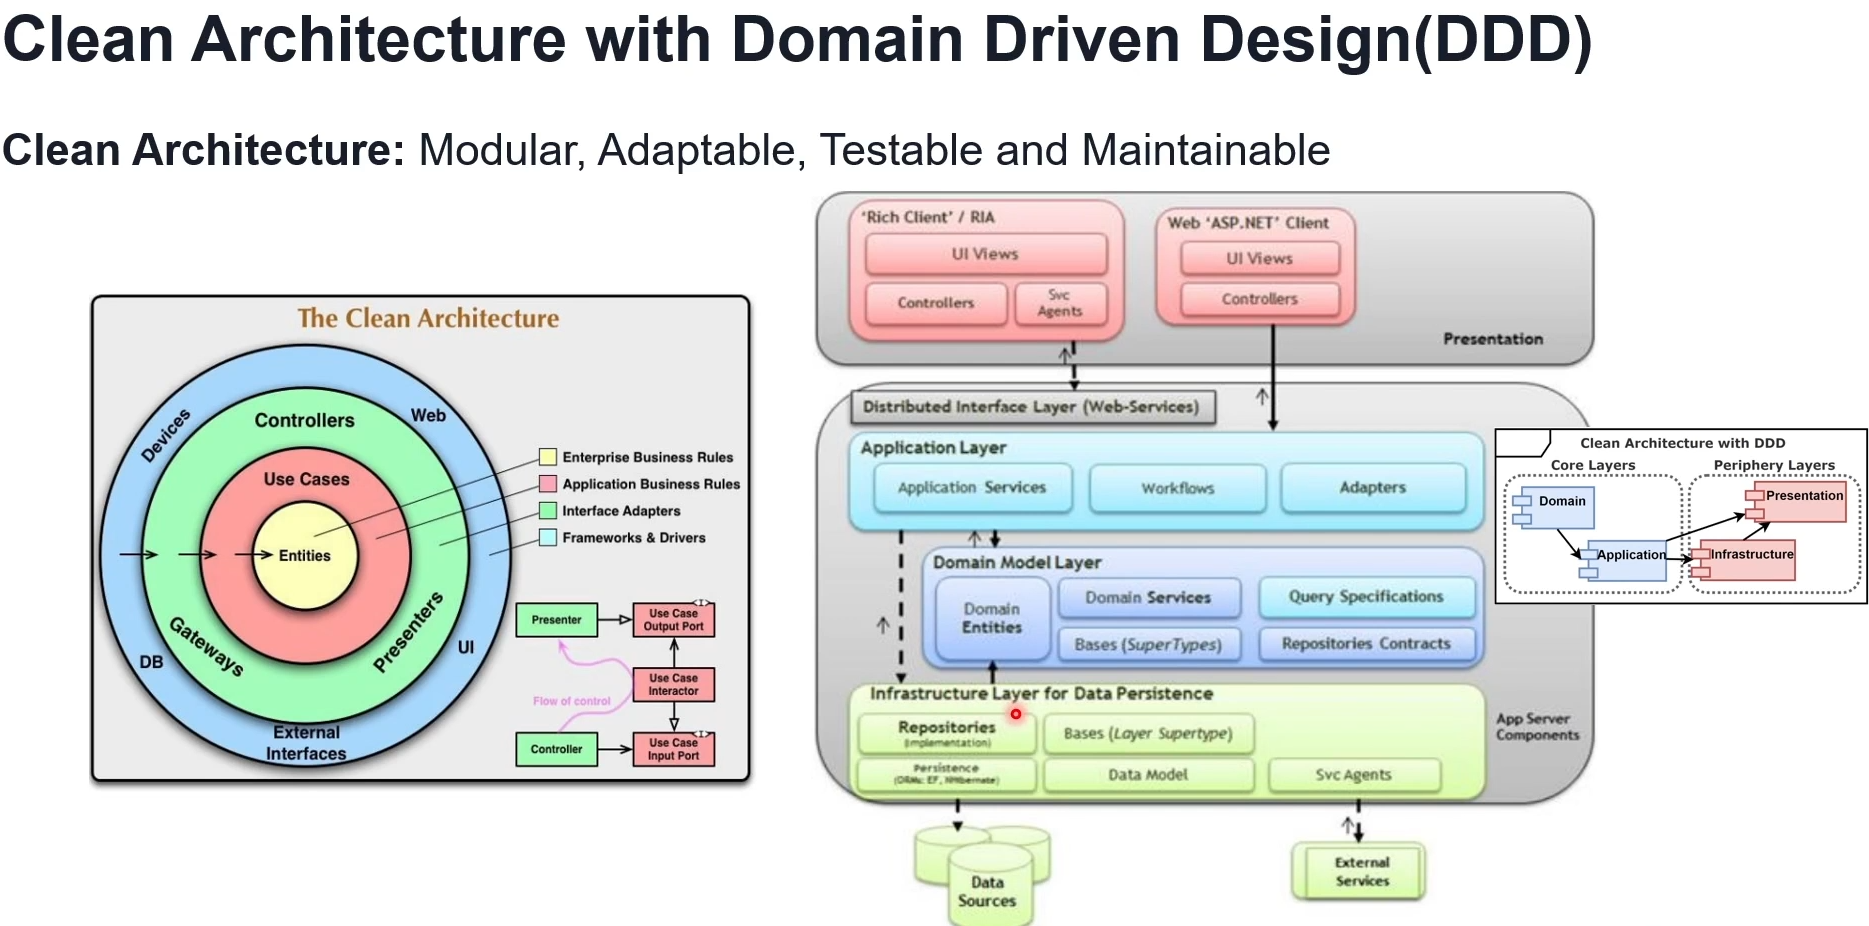 Clean Architecture with Domain Driven Design(DDD)
Clean Architecture: Modular, Adaptable, Testable and Maintainable
The Clean Architecture
Devices
Controllers
Web
Use Cases
Entities
Gateways
Presenters
DB
UI
External
Interfaces
Enterprise Business Rules
Application Business Rules
Interface Adapters
Frameworks & Drivers
Presenter
Use Case
Output Port
Use Case
Interactor
Flow of control
Controller
Use Case
Input Port
‘Rich Client’ / RIA
UI Views
Controllers
Svc
Agents
Web ‘ASP.NET’ Client
UI Views
Controllers
Presentation
Distributed Interface Layer (Web-Services)
Application Layer
Application Services
Workflows
Adapters
Domain Model Layer
Domain
Entities
Domain Services
Query Specifications
Bases (SuperTypes)
Repositories Contracts
Infrastructure Layer for Data Persistence
Repositories
(Implementation)
Bases (Layer Supertype)
Persistence
(ORMs: EF, NHibernate)
Data Model
Svc Agents
App Server
Components
Data
Sources
External
Services
Clean Architecture with DDD
Core Layers
Periphery Layers
Domain
Presentation
Application
Infrastructure